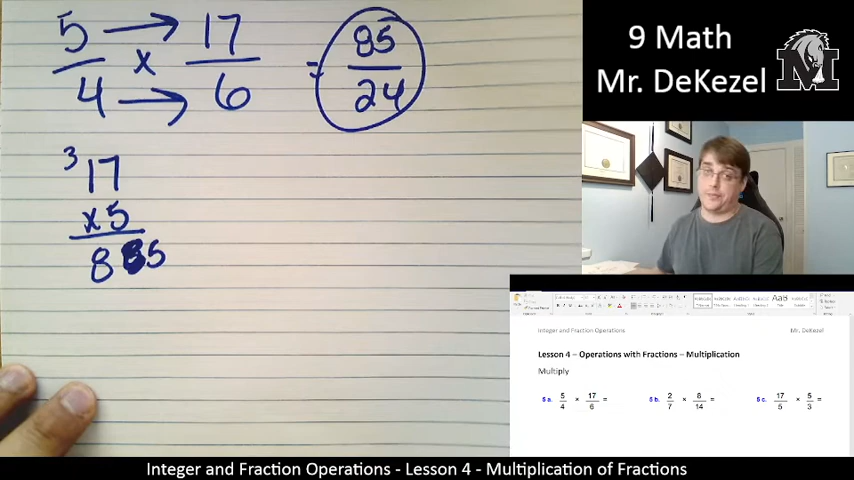 5/4 × 17/6 = 85/24
3
17
x5
8 5
9 Math
Mr. DeKezel
M
Integer and Fraction Operations Mr. DeKezel
Lesson 4 – Operations with Fractions – Multiplication
Multiply
5 a. 5/4 × 17/6 = 5 b. 2/7 × 8/14 = 5 c. 17/5 × 5/3 =
Integer and Fraction Operations - Lesson 4 - Multiplication of Fractions